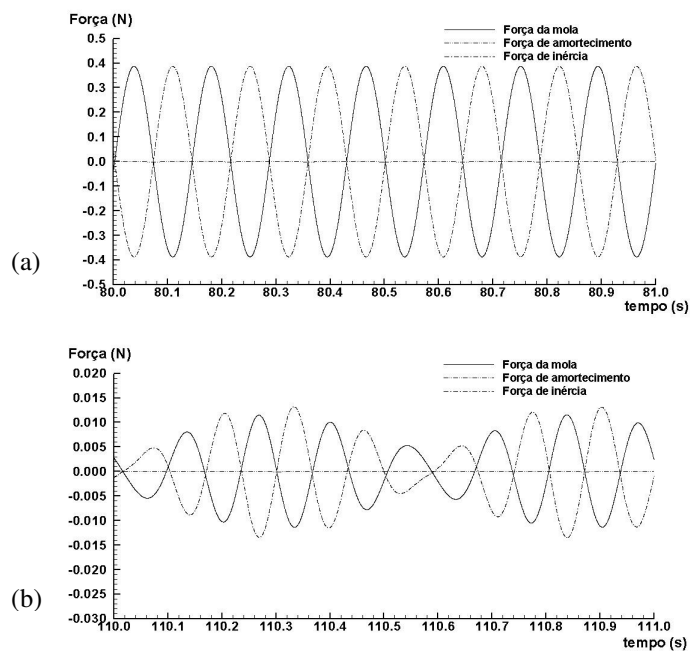 Força (N)
Força da mola
Força de amortecimento
Força de inércia
0.5
0.4
0.3
0.2
0.1
0.0
-0.1
-0.2
-0.3
-0.4
-0.5
(a)
80.0 80.1 80.2 80.3 80.4 80.5 80.6 80.7 80.8 80.9 81.0
tempo (s)
Força (N)
Força da mola
Força de amortecimento
Força de inércia
0.020
0.015
0.010
0.005
0.000
-0.005
-0.010
-0.015
-0.020
-0.025
-0.030
(b)
110.0 110.1 110.2 110.3 110.4 110.5 110.6 110.7 110.8 110.9 111.0
tempo (s)